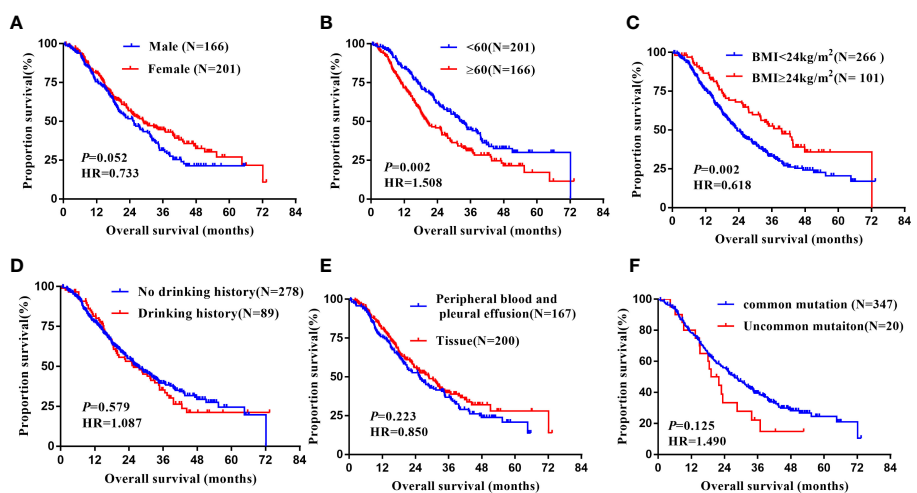 A
Proportion survival(%)
100
75
50
25
0
Male (N=166)
Female (N=201)
P=0.052
HR=0.733
0 12 24 36 48 60 72 84
Overall survival (months)
B
Proportion survival(%)
100
75
50
25
0
<60(N=201)
≥60(N=166)
P=0.002
HR=1.508
0 12 24 36 48 60 72 84
Overall survival (months)
C
Proportion survival(%)
100
75
50
25
0
BMI<24kg/m²(N=266 )
BMI≥24kg/m²(N= 101)
P=0.002
HR=0.618
0 12 24 36 48 60 72 84
Overall survival (months)
D
Proportion survival(%)
100
75
50
25
0
No drinking history(N=278)
Drinking history(N=89)
P=0.579
HR=1.087
0 12 24 36 48 60 72 84
Overall survival (months)
E
Proportion survival(%)
100
75
50
25
0
Peripheral blood and
pleural effusion(N=167)
Tissue(N=200)
P=0.223
HR=0.850
0 12 24 36 48 60 72 84
Overall survival (months)
F
Proportion survival(%)
100
80
60
40
20
0
common mutation (N=347)
Uncommon mutaiton(N=20)
P=0.125
HR=1.490
0 12 24 36 48 60 72 84
Overall survival (months)